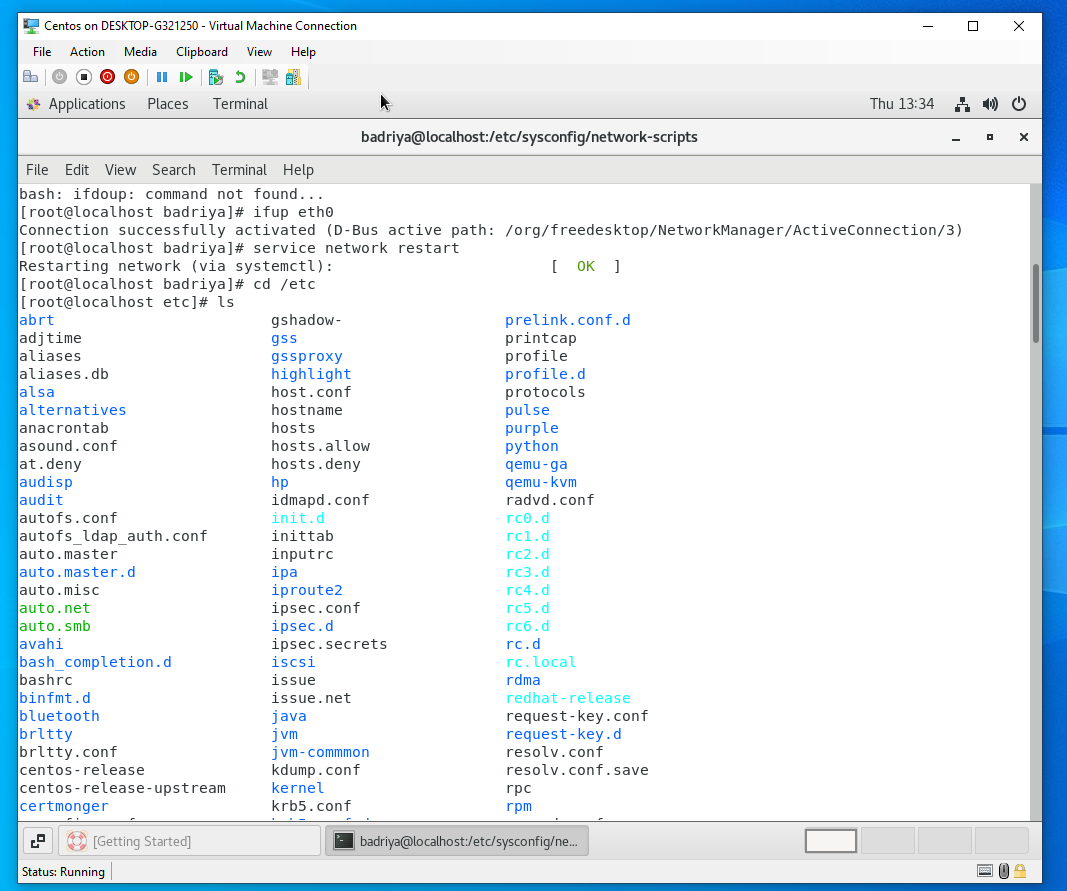 Centos on DESKTOP-G321250 - Virtual Machine Connection
File Action Media Clipboard View Help
Applications Places Terminal Thu 13:34
badriya@localhost:/etc/sysconfig/network-scripts
File Edit View Search Terminal Help
bash: ifdoup: command not found...
[root@localhost badriya]# ifup eth0
Connection successfully activated (D-Bus active path: /org/freedesktop/NetworkManager/ActiveConnection/3)
[root@localhost badriya]# service network restart
Restarting network (via systemctl): [ OK ]
[root@localhost badriya]# cd /etc
[root@localhost etc]# ls
abrt gshadow- prelink.conf.d
adjtime gss printcap
aliases gssproxy profile
aliases.db highlight profile.d
alsa host.conf protocols
alternatives hostname pulse
anacrontab hosts purple
asound.conf hosts.allow python
at.deny hosts.deny qemu-ga
audisp hp qemu-kvm
audit idmapd.conf radvd.conf
autofs.conf init.d rc0.d
autofs_ldap_auth.conf inittab rc1.d
auto.master inputrc rc2.d
auto.master.d ipa rc3.d
auto.misc iproute2 rc4.d
auto.net ipsec.conf rc5.d
auto.smb ipsec.d rc6.d
avahi ipsec.secrets rc.d
bash_completion.d iscsi rc.local
bashrc issue rdma
binfmt.d issue.net redhat-release
bluetooth java request-key.conf
brltty jvm request-key.d
brltty.conf jvm-commmon resolv.conf
centos-release kdump.conf resolv.conf.save
centos-release-upstream kernel rpc
certmonger krb5.conf rpm
[Getting Started] badriya@localhost:/etc/sysconfig/ne...
Status: Running